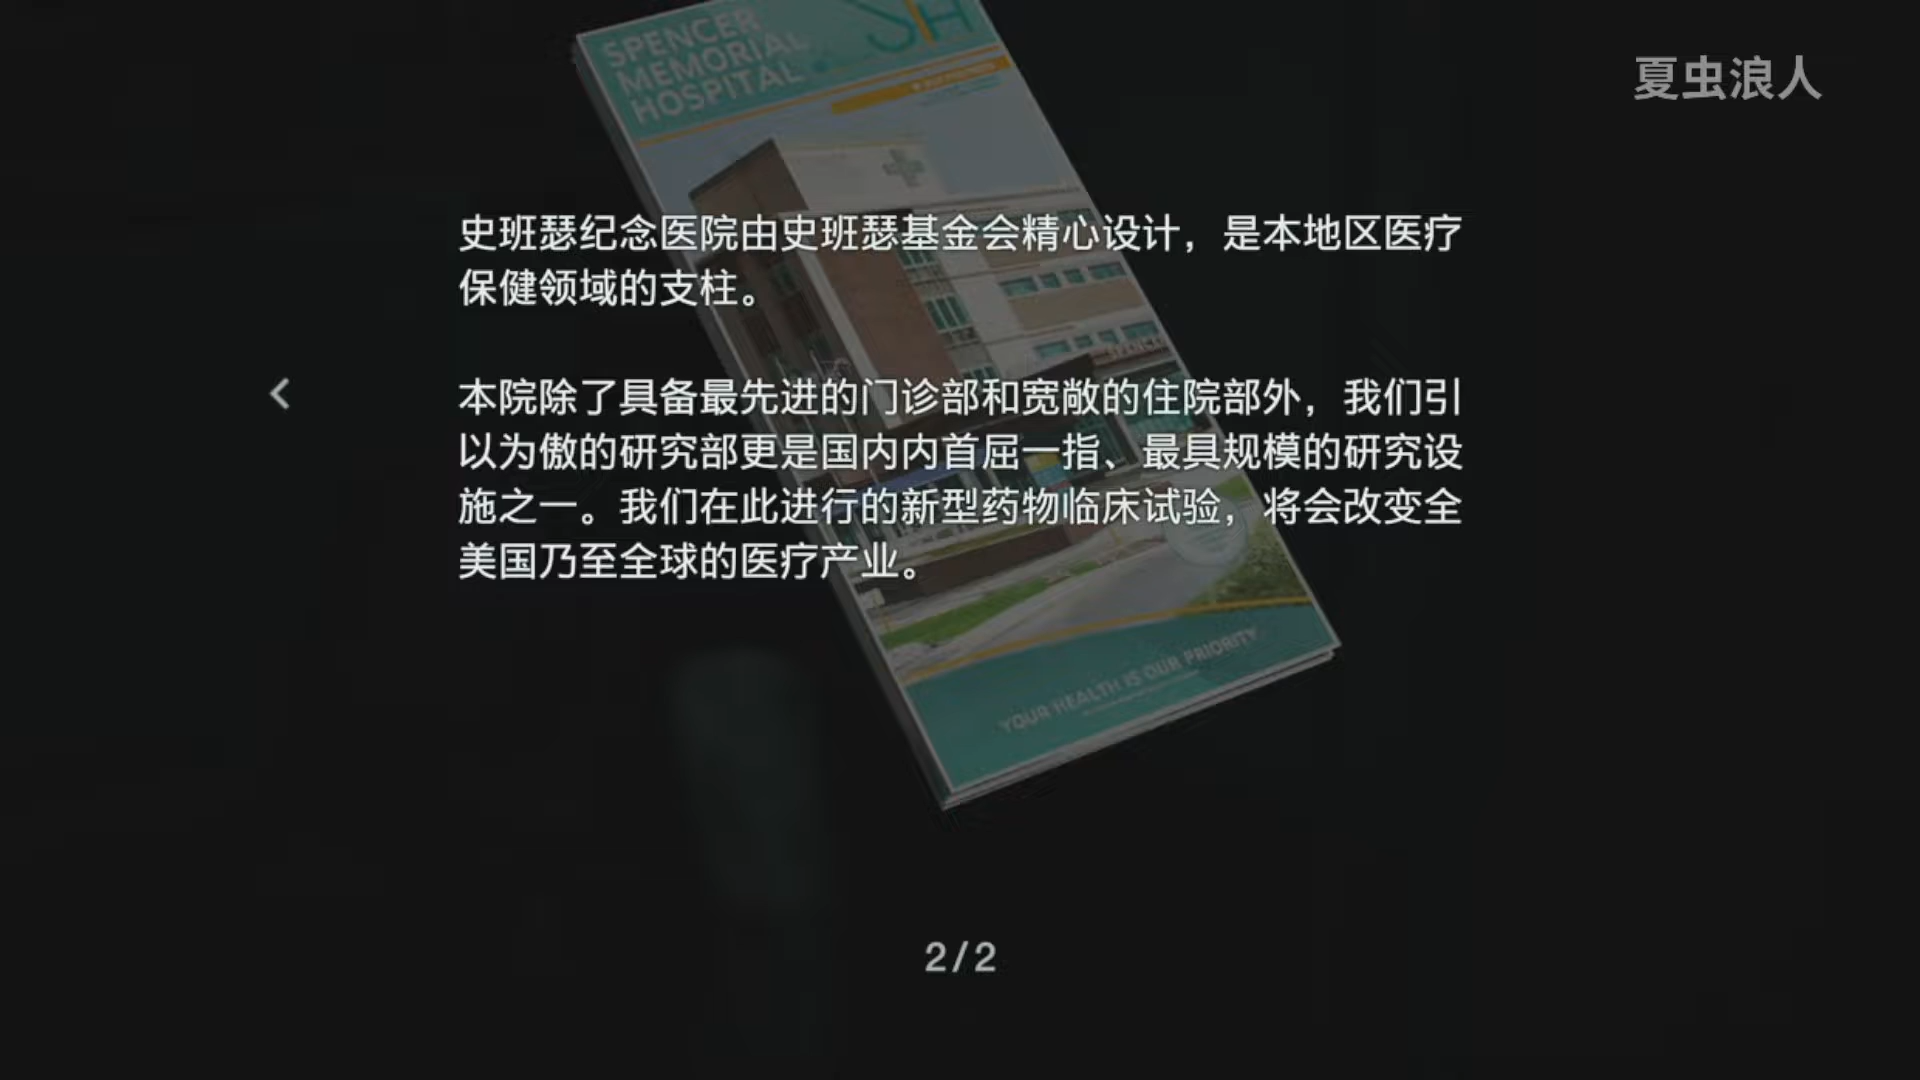 SPENCER
MEMORIAL
HOSPITAL
SH
夏虫浪人
史班瑟纪念医院由史班瑟基金会精心设计，是本地区医疗
保健领域的支柱。
本院除了具备最先进的门诊部和宽敞的住院部外，我们引
以为傲的研究部更是国内内首屈一指、最具规模的研究设
施之一。我们在此进行的新型药物临床试验，将会改变全
美国乃至全球的医疗产业。
SPENCER
YOUR HEALTH IS OUR PRIORITY
2/2